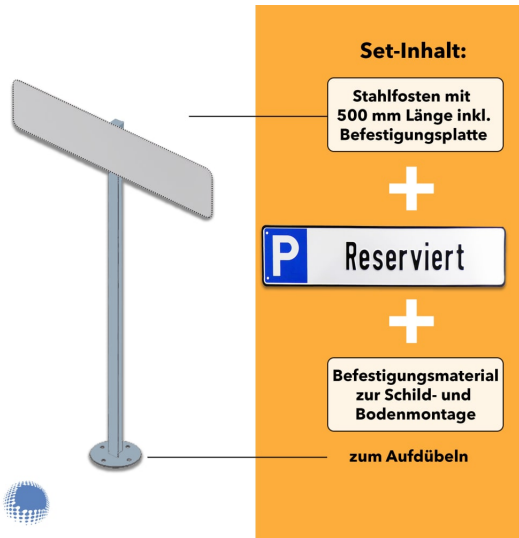 Set-Inhalt:
Stahlfosten mit
500 mm Länge inkl.
Befestigungsplatte
+
P Reserviert
+
Befestigungsmaterial
zur Schild- und
Bodenmontage
zum Aufdübeln